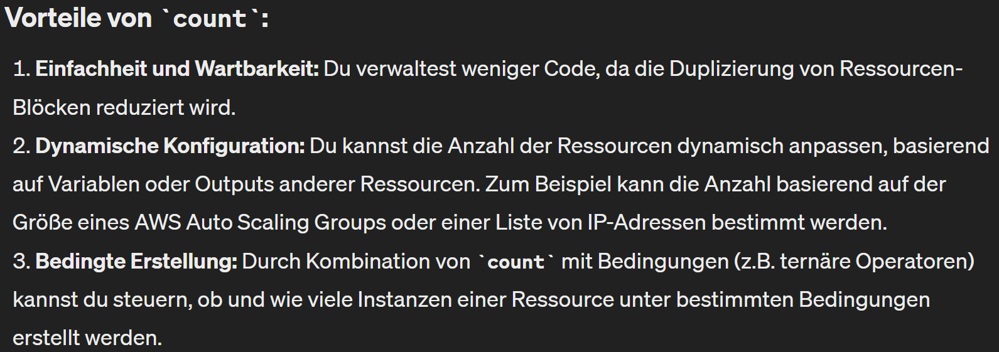 Vorteile von `count`:
1. Einfachheit und Wartbarkeit: Du verwaltest weniger Code, da die Duplizierung von Ressourcen-
Blöcken reduziert wird.
2. Dynamische Konfiguration: Du kannst die Anzahl der Ressourcen dynamisch anpassen, basierend
auf Variablen oder Outputs anderer Ressourcen. Zum Beispiel kann die Anzahl basierend auf der
Größe eines AWS Auto Scaling Groups oder einer Liste von IP-Adressen bestimmt werden.
3. Bedingte Erstellung: Durch Kombination von `count` mit Bedingungen (z.B. ternäre Operatoren)
kannst du steuern, ob und wie viele Instanzen einer Ressource unter bestimmten Bedingungen
erstellt werden.